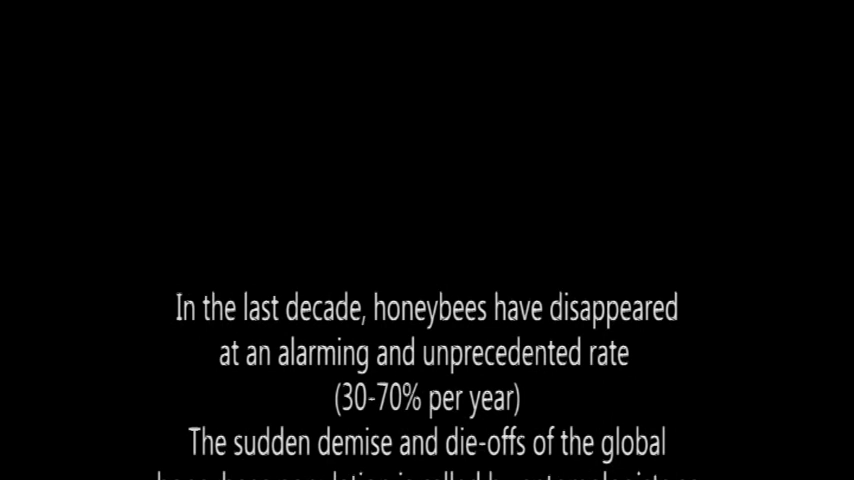 In the last decade, honeybees have disappeared
at an alarming and unprecedented rate
(30-70% per year)
The sudden demise and die-offs of the global